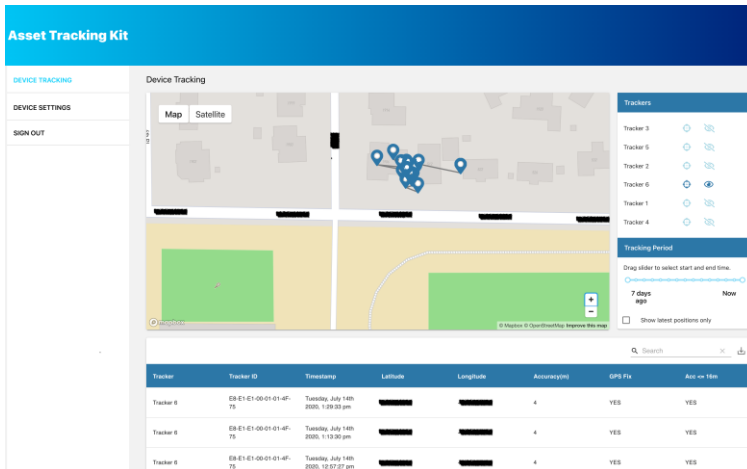 Asset Tracking Kit
DEVICE TRACKING
DEVICE SETTINGS
SIGN OUT
Device Tracking
Map Satellite
+
−
mapbox
© Mapbox © OpenStreetMap Improve this map
Trackers
Tracker 3
Tracker 5
Tracker 2
Tracker 6
Tracker 1
Tracker 4
Tracking Period
Drag slider to select start and end time.
7 days
ago
Now
Show latest positions only
Search ×
Tracker Tracker ID Timestamp Latitude Longitude Accuracy(m) GPS Fix Acc <= 16m
Tracker 6 E8-E1-E1-00-01-01-4F-
75 Tuesday, July 14th
2020, 1:29:33 pm 4 YES YES
Tracker 6 E8-E1-E1-00-01-01-4F-
75 Tuesday, July 14th
2020, 1:13:30 pm 4 YES YES
Tracker 6 E8-E1-E1-00-01-01-4F-
75 Tuesday, July 14th
2020, 12:57:27 pm 4 YES YES